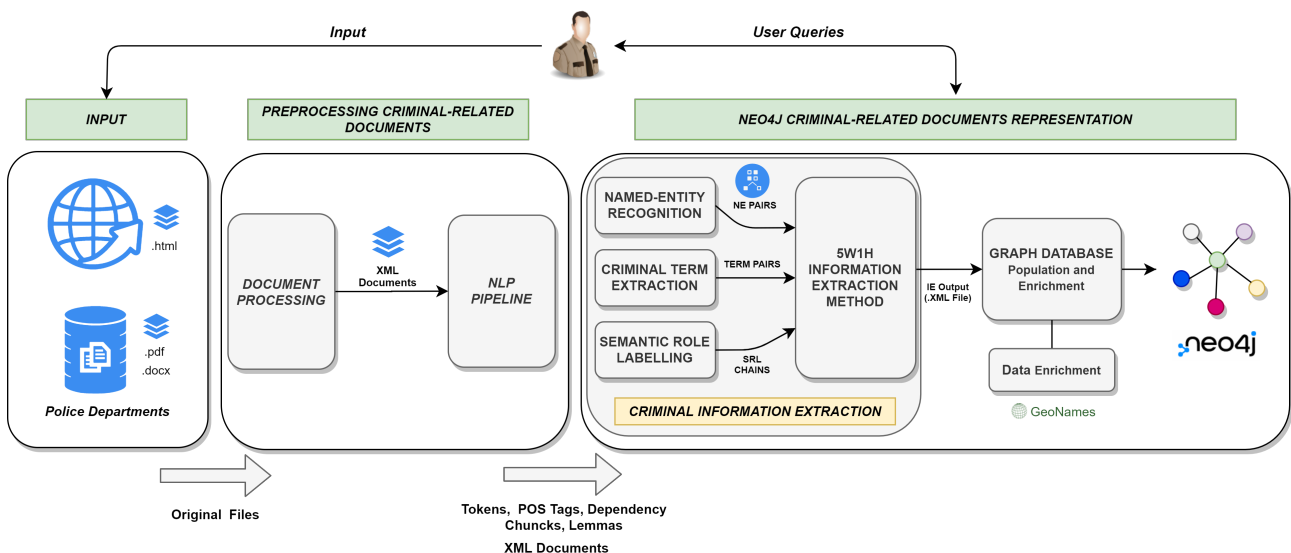 Input
User Queries
INPUT
PREPROCESSING CRIMINAL-RELATED
DOCUMENTS
NEO4J CRIMINAL-RELATED DOCUMENTS REPRESENTATION
.html
.pdf
.docx
Police Departments
DOCUMENT
PROCESSING
XML
Documents
NLP
PIPELINE
NAMED-ENTITY
RECOGNITION
NE PAIRS
CRIMINAL TERM
EXTRACTION
TERM PAIRS
SEMANTIC ROLE
LABELLING
SRL
CHAINS
5W1H
INFORMATION
EXTRACTION
METHOD
CRIMINAL INFORMATION EXTRACTION
IE Output
(.XML File)
GRAPH DATABASE
Population and
Enrichment
Data Enrichment
GeoNames
neo4j
Original Files
Tokens, POS Tags, Dependency
Chuncks, Lemmas
XML Documents